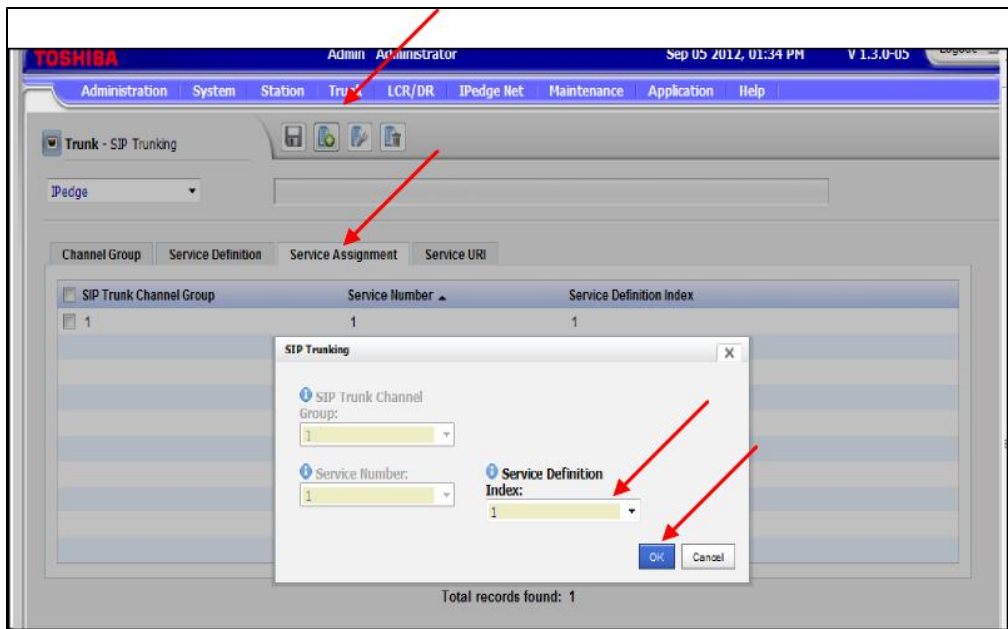 TOSHIBA Admin Administrator Sep 05 2012, 01:34 PM V 1.3.0-05 Logout
Administration System Station Trunk LCR/DR IPedge Net Maintenance Application Help
Trunk - SIP Trunking
IPedge
Channel Group Service Definition Service Assignment Service URI
SIP Trunk Channel Group Service Number Service Definition Index
1 1 1
SIP Trunking X
SIP Trunk Channel
Group:
1
Service Number:
1
Service Definition
Index:
1
OK Cancel
Total records found: 1